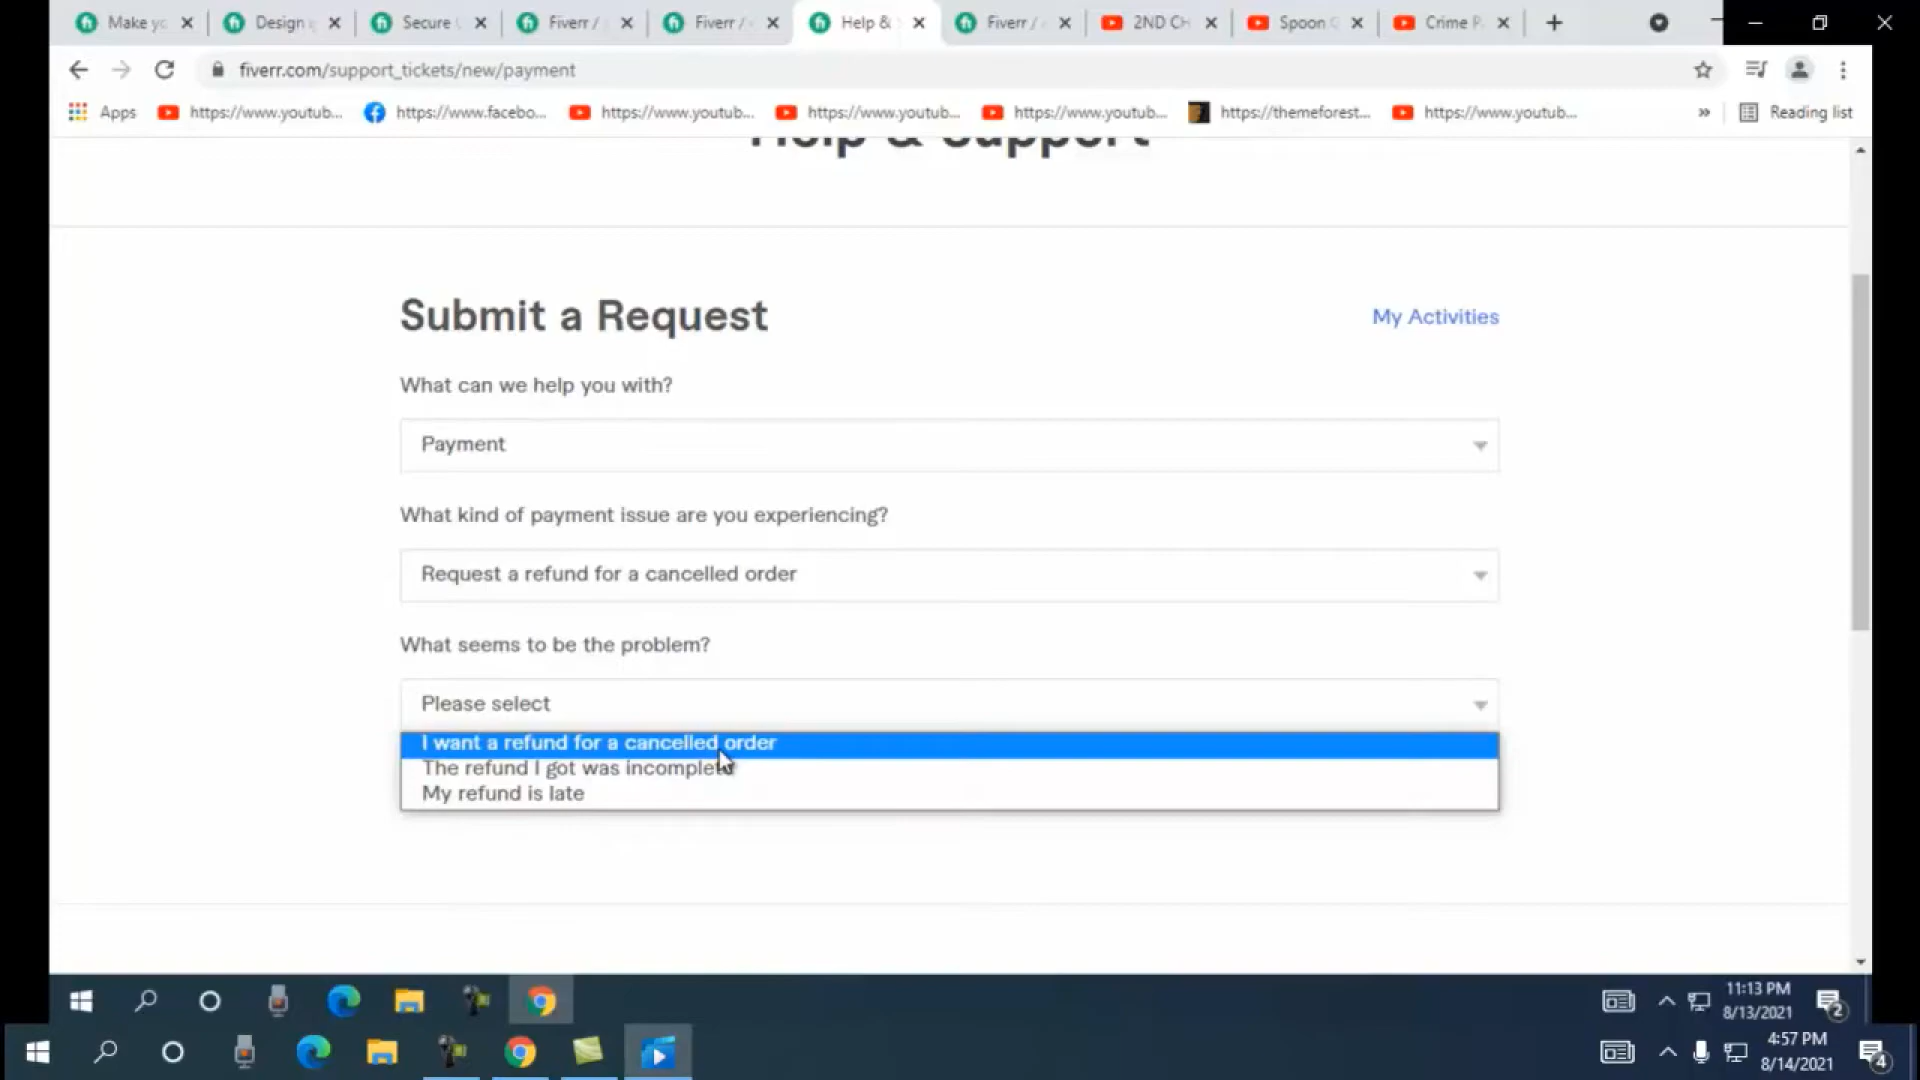 Make yo
Design
Secure
Fiverr /
Fiverr /
Help &
Fiverr /
2ND CH
Spoon
Crime P
fiverr.com/support_tickets/new/payment
Apps
https://www.youtub...
https://www.facebo...
https://www.youtub...
https://www.youtub...
https://www.youtub...
https://themeforest...
https://www.youtub...
»
Reading list
Help & Support
Submit a Request
My Activities
What can we help you with?
Payment
What kind of payment issue are you experiencing?
Request a refund for a cancelled order
What seems to be the problem?
Please select
I want a refund for a cancelled order
The refund I got was incomplete
My refund is late
11:13 PM
8/13/2021
2
4:57 PM
8/14/2021
4